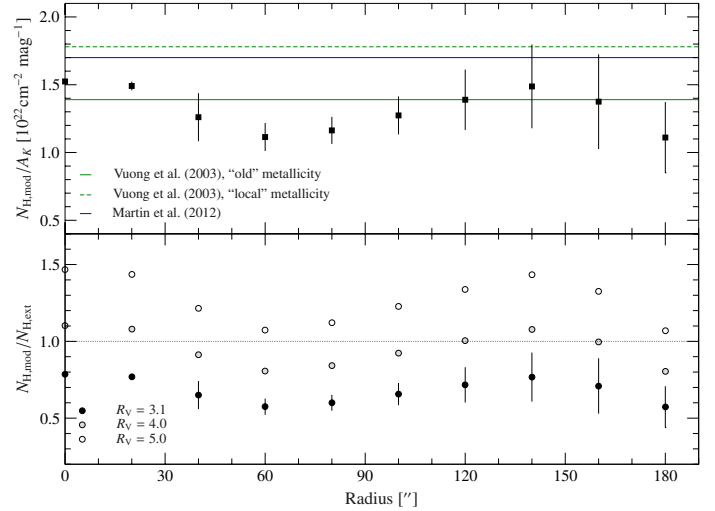 2.0
1.5
1.0
0.5
N_H,mod/A_K [10^22 cm^−2 mag^−1]
Vuong et al. (2003), “old” metallicity
Vuong et al. (2003), “local” metallicity
Martin et al. (2012)
1.5
1.0
0.5
N_H,mod/N_H,ext
R_V = 3.1
R_V = 4.0
R_V = 5.0
0 30 60 90 120 150 180
Radius [″]